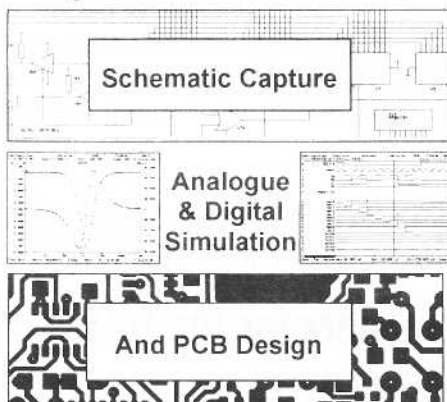 Schematic Capture
Analogue
& Digital
Simulation
And PCB Design